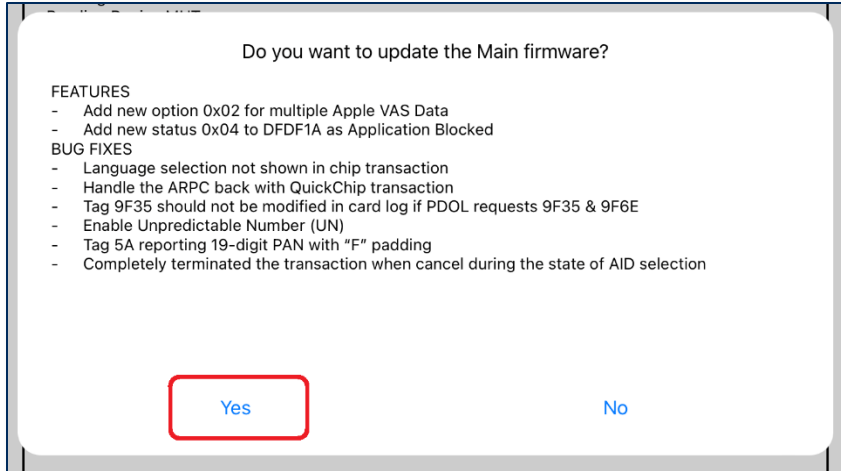 Do you want to update the Main firmware?
FEATURES
- Add new option 0x02 for multiple Apple VAS Data
- Add new status 0x04 to DFDF1A as Application Blocked
BUG FIXES
- Language selection not shown in chip transaction
- Handle the ARPC back with QuickChip transaction
- Tag 9F35 should not be modified in card log if PDOL requests 9F35 & 9F6E
- Enable Unpredictable Number (UN)
- Tag 5A reporting 19-digit PAN with “F” padding
- Completely terminated the transaction when cancel during the state of AID selection
Yes
No